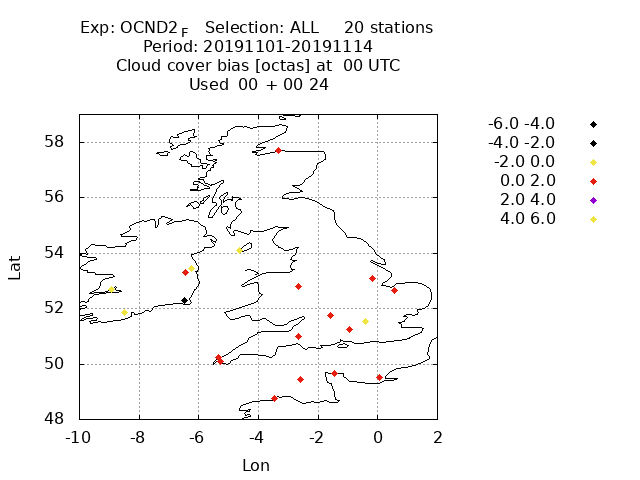 Exp: OCND2 F Selection: ALL 20 stations
Period: 20191101-20191114
Cloud cover bias [octas] at 00 UTC
Used 00 + 00 24
-6.0 -4.0
-4.0 -2.0
-2.0 0.0
0.0 2.0
2.0 4.0
4.0 6.0
Lat
58
56
54
52
50
48
-10 -8 -6 -4 -2 0 2
Lon